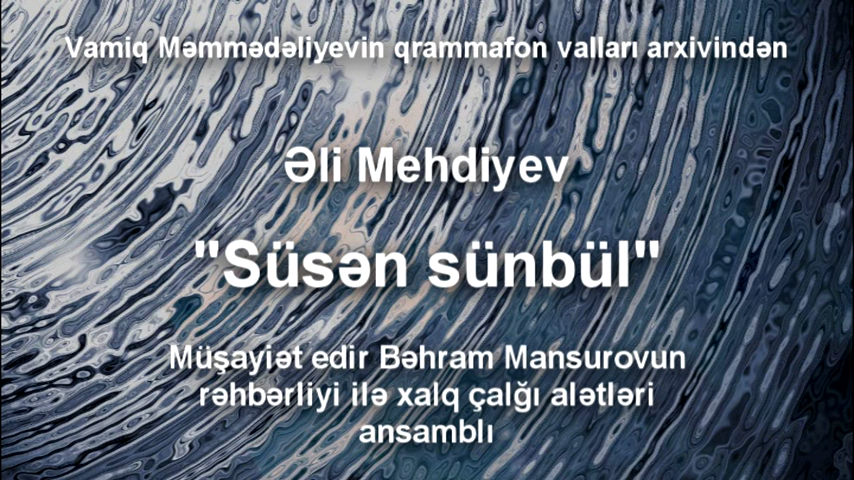 Vamiq Məmmədəliyevin qrammafon valları arxivindən
Əli Mehdiyev
"Süsən sünbül"
Müşayiət edir Bəhram Mansurovun
rəhbərliyi ilə xalq çalğı alətləri
ansamblı